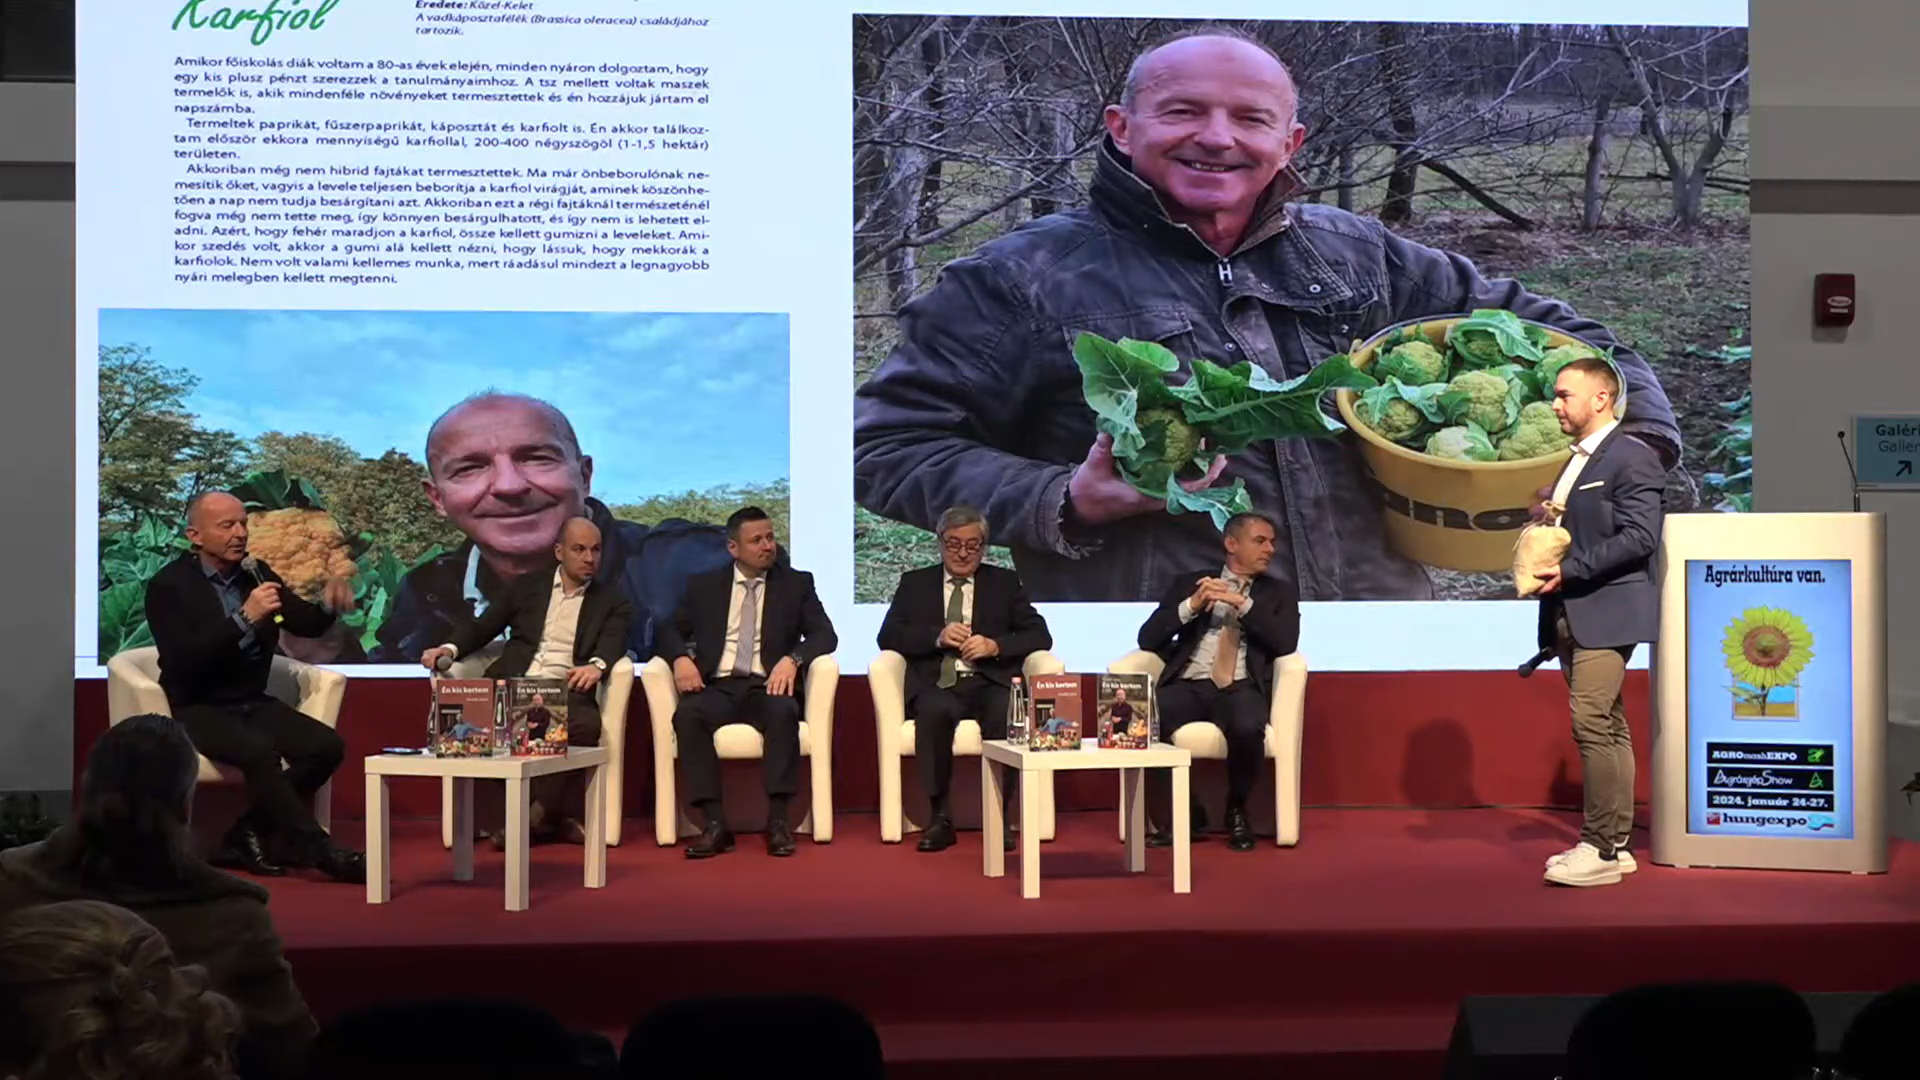 Karfiol
Eredete: Közel-Kelet
A vadkáposztafélék (Brassica oleracea) családjához
tartozik.
Amikor főiskolás diák voltam a 80-as évek elején, minden nyáron dolgoztam, hogy
egy kis plusz pénzt szerezzek a tanulmányaimhoz. A tsz mellett voltak maszek
termelők is, akik mindenféle növényeket termesztettek és én hozzájuk jártam el
napszámba.
Termeltek paprikát, fűszerpaprikát, káposztát és karfiolt is. Én akkor találkoz-
tam először ekkora mennyiségű karfiollal, 200-400 négyszögöl (1-1,5 hektár)
területen.
Akkoriban még nem hibrid fajtákat termesztettek. Ma már önbeborulónak ne-
mesítik őket, vagyis a levele teljesen beborítja a karfiol virágját, aminek köszönhe-
tően a nap nem tudja besárgítani azt. Akkoriban ezt a régi fajtáknál természeténél
fogva még nem tette meg, így könnyen besárgulhatott, és így nem is lehetett el-
adni. Azért, hogy fehér maradjon a karfiol, össze kellett gumizni a leveleket. Ami-
kor szedés volt, akkor a gumi alá kellett nézni, hogy lássuk, hogy mekkorák a
karfiolok. Nem volt valami kellemes munka, mert ráadásul mindezt a legnagyobb
nyári melegben kellett megtenni.
H
Galéri
Galler
Agrárkultúra van.
AGROmashEXPO
AgrárgépShow
2024. január 24-27.
hungexpo
Én kis kertem
Én kis kertem
Én kis kertem
Én kis kertem